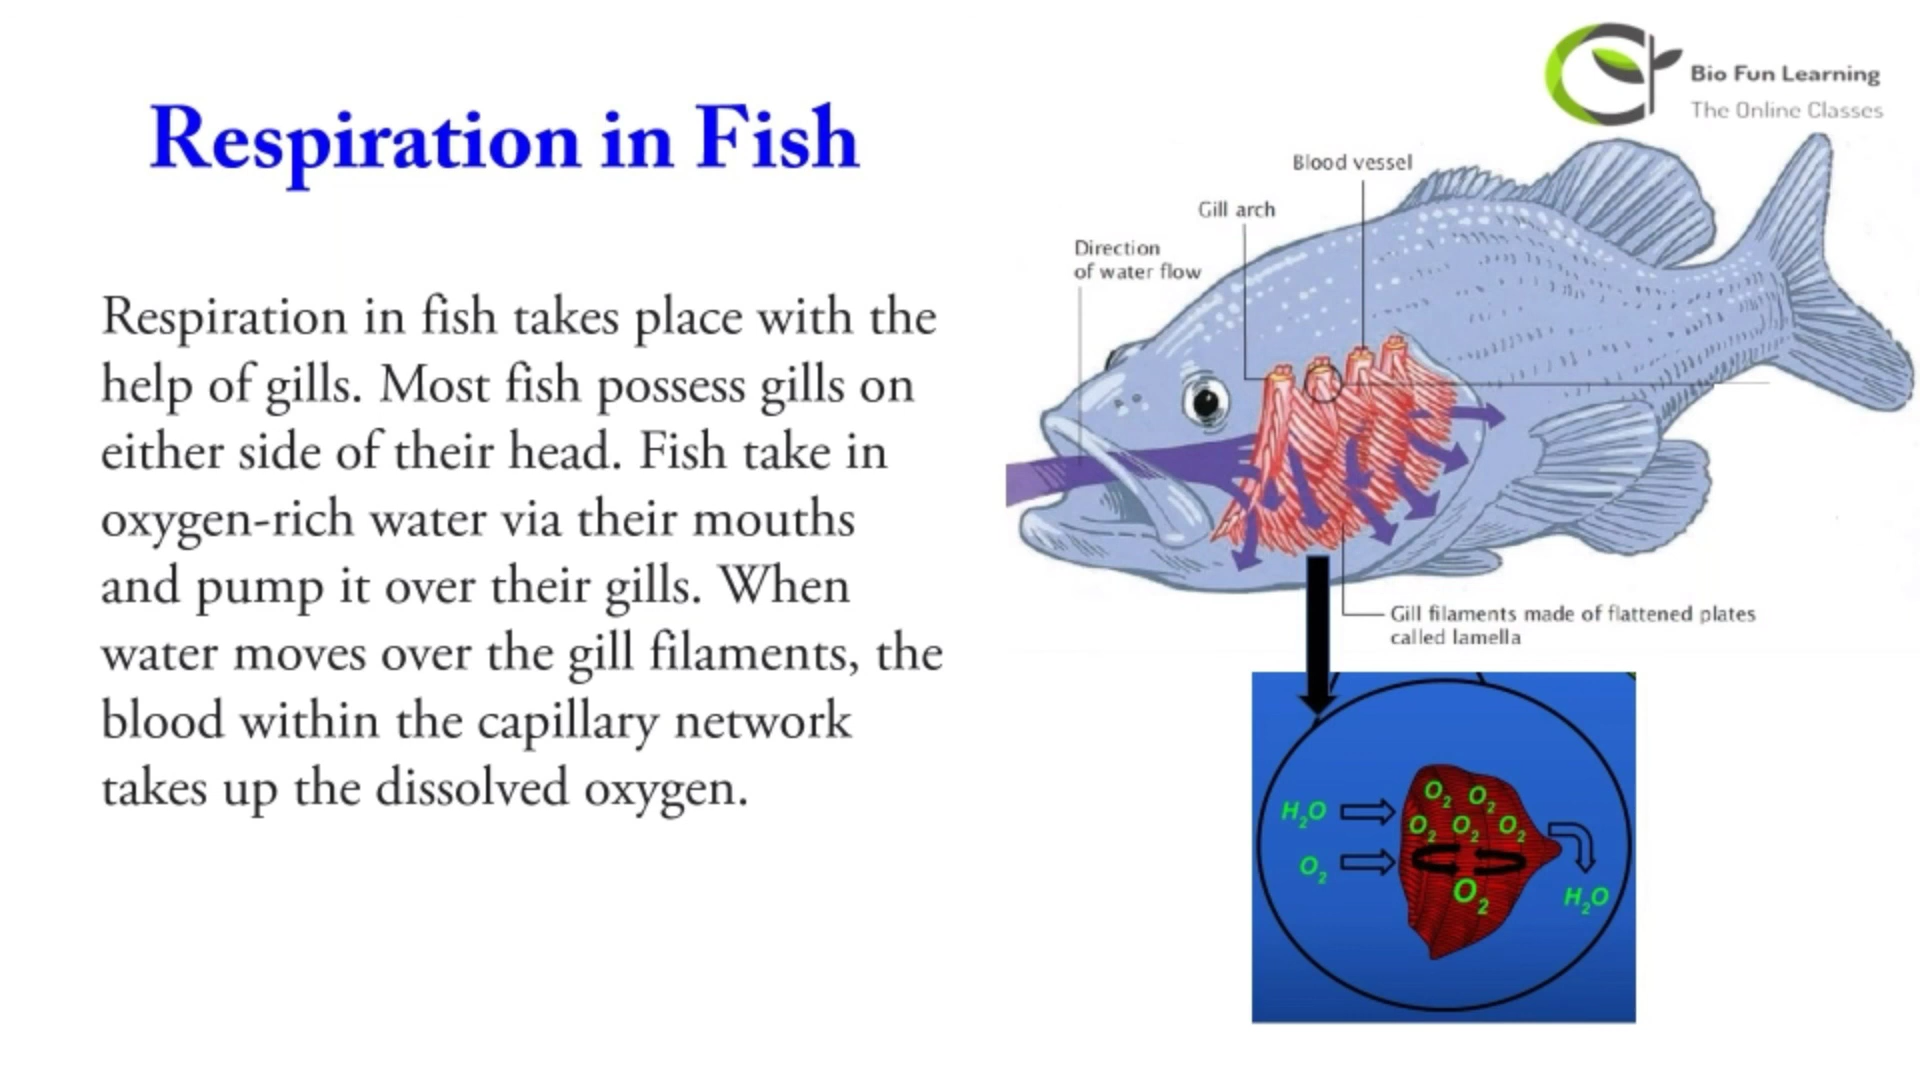 Respiration in Fish
Respiration in fish takes place with the
help of gills. Most fish possess gills on
either side of their head. Fish take in
oxygen-rich water via their mouths
and pump it over their gills. When
water moves over the gill filaments, the
blood within the capillary network
takes up the dissolved oxygen.
Bio Fun Learning
The Online Classes
Blood vessel
Gill arch
Direction
of water flow
Gill filaments made of flattened plates
called lamella
O2 O2
H2O O2 O2 O2
O2
O2
H2O